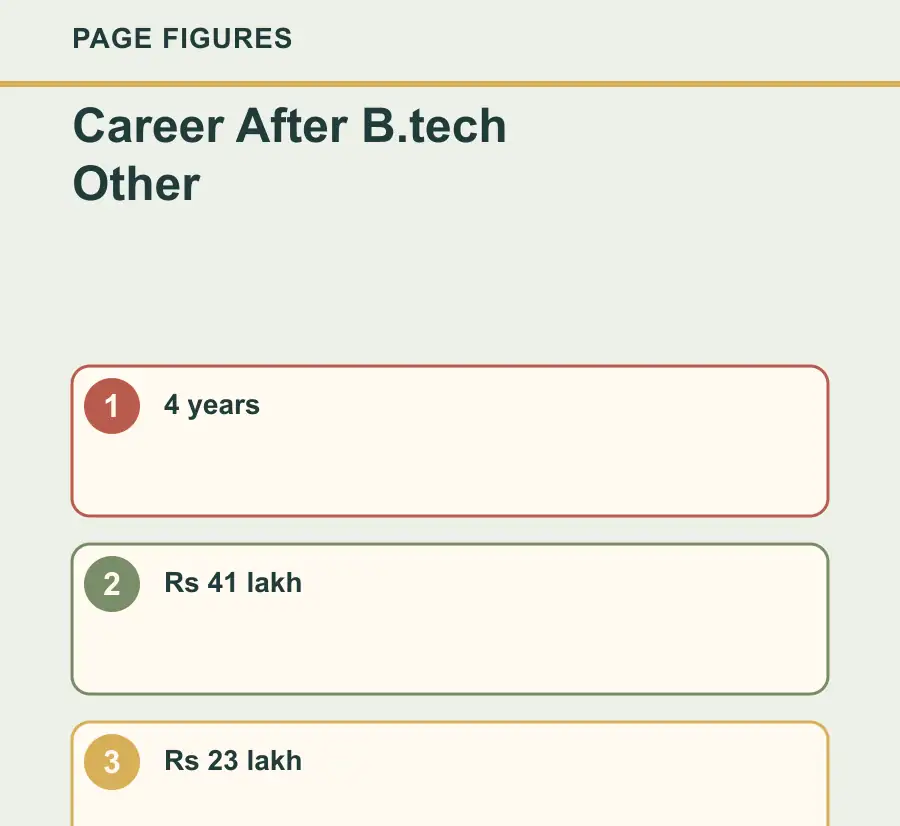 PAGE FIGURES
Career After B.tech
Other
1 4 years
2 Rs 41 lakh
3 Rs 23 lakh